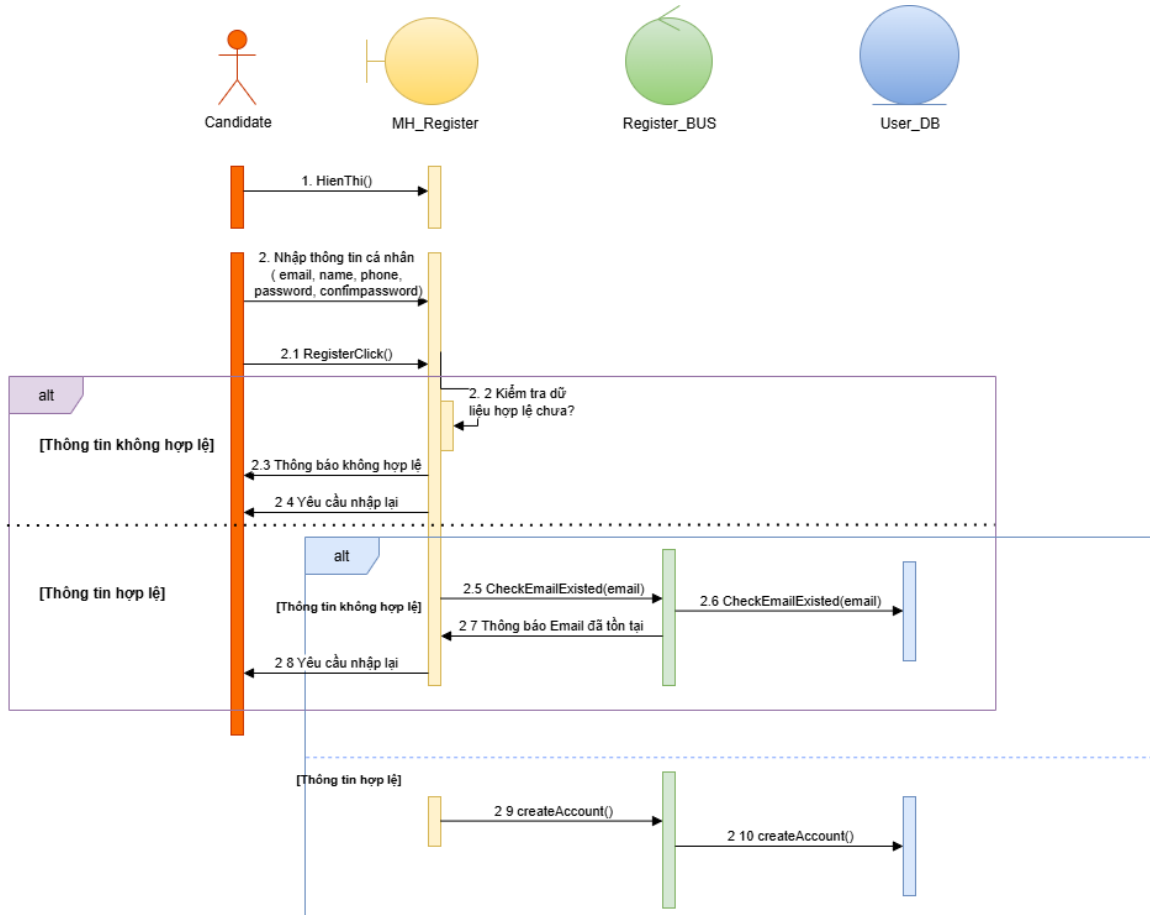 Candidate
MH_Register
Register_BUS
User_DB
1. HienThi()
2. Nhập thông tin cá nhân
( email, name, phone,
password, confimpassword)
2.1 RegisterClick()
alt
2. 2 Kiểm tra dữ
liệu hợp lệ chưa?
[Thông tin không hợp lệ]
2.3 Thông báo không hợp lệ
2 4 Yêu cầu nhập lại
alt
[Thông tin hợp lệ]
2.5 CheckEmailExisted(email)
2.6 CheckEmailExisted(email)
[Thông tin không hợp lệ]
2 7 Thông báo Email đã tồn tại
2 8 Yêu cầu nhập lại
[Thông tin hợp lệ]
2 9 createAccount()
2 10 createAccount()